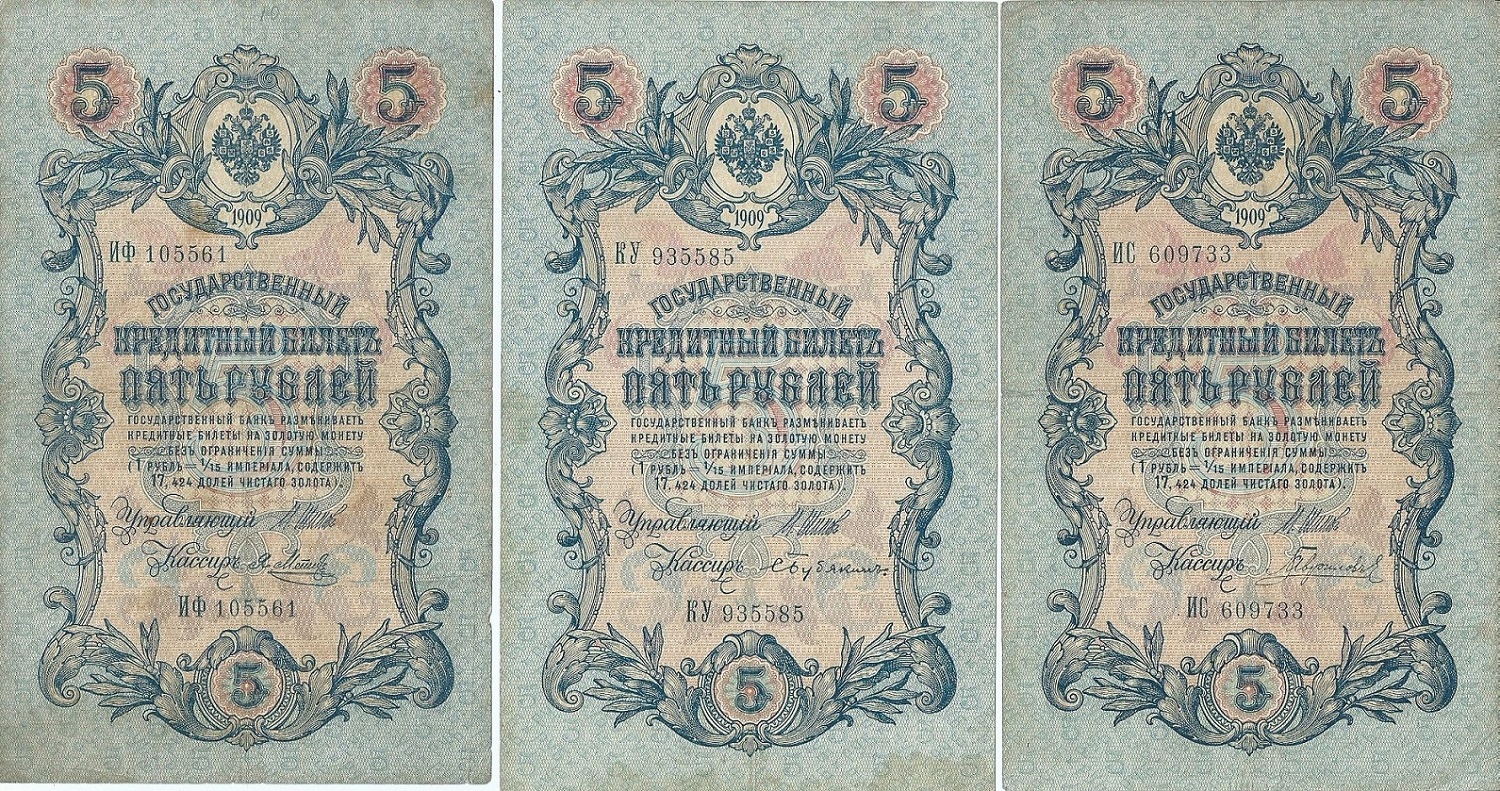 5 5
1909
ИФ 105561
ГОСУДАРСТВЕННЫЙ
КРЕДИТНЫЙ БИЛЕТЪ
ПЯТЬ РУБЛЕЙ
ГОСУДАРСТВЕННЫЙ БАНКЪ РАЗМѢНИВАЕТЪ
КРЕДИТНЫЕ БИЛЕТЫ НА ЗОЛОТУЮ МОНЕТУ
БЕЗЪ ОГРАНИЧЕНІЯ СУММЫ
(1 РУБЛЬ = 1/15 ИМПЕРІАЛА, СОДЕРЖИТЪ
17,424 ДОЛЕЙ ЧИСТАГО ЗОЛОТА).
Управляющій
Кассиръ
ИФ 105561
5
5 5
1909
КУ 935585
ГОСУДАРСТВЕННЫЙ
КРЕДИТНЫЙ БИЛЕТЪ
ПЯТЬ РУБЛЕЙ
ГОСУДАРСТВЕННЫЙ БАНКЪ РАЗМѢНИВАЕТЪ
КРЕДИТНЫЕ БИЛЕТЫ НА ЗОЛОТУЮ МОНЕТУ
БЕЗЪ ОГРАНИЧЕНІЯ СУММЫ
(1 РУБЛЬ = 1/15 ИМПЕРІАЛА, СОДЕРЖИТЪ
17,424 ДОЛЕЙ ЧИСТАГО ЗОЛОТА).
Управляющій
Кассиръ
КУ 935585
5
5 5
1909
ИС 609733
ГОСУДАРСТВЕННЫЙ
КРЕДИТНЫЙ БИЛЕТЪ
ПЯТЬ РУБЛЕЙ
ГОСУДАРСТВЕННЫЙ БАНКЪ РАЗМѢНИВАЕТЪ
КРЕДИТНЫЕ БИЛЕТЫ НА ЗОЛОТУЮ МОНЕТУ
БЕЗЪ ОГРАНИЧЕНІЯ СУММЫ
(1 РУБЛЬ = 1/15 ИМПЕРІАЛА, СОДЕРЖИТЪ
17,424 ДОЛЕЙ ЧИСТАГО ЗОЛОТА).
Управляющій
Кассиръ
ИС 609733
5